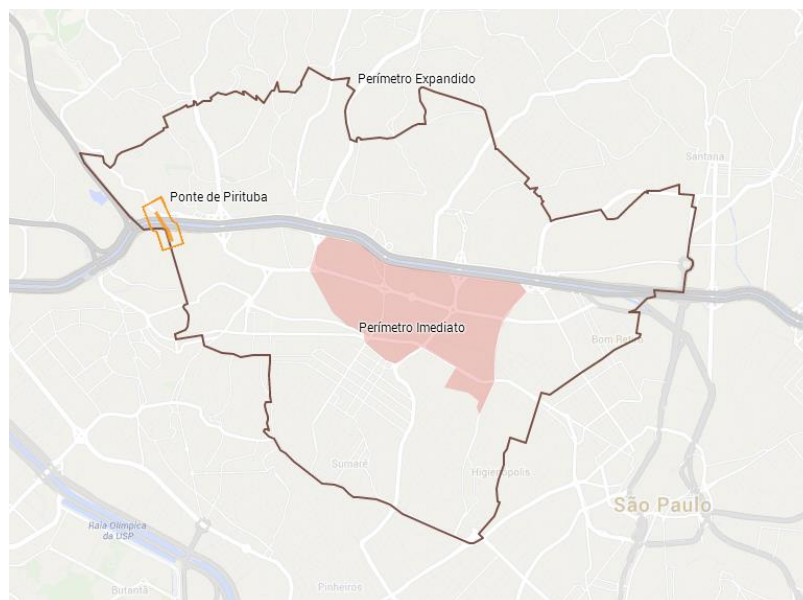 Perímetro Expandido
Santana
Ponte de Pirituba
Perímetro Imediato
Bom Retiro
Sumaré
Higienópolis
São Paulo
Raia Olímpica
da USP
Pinheiros
Butantã